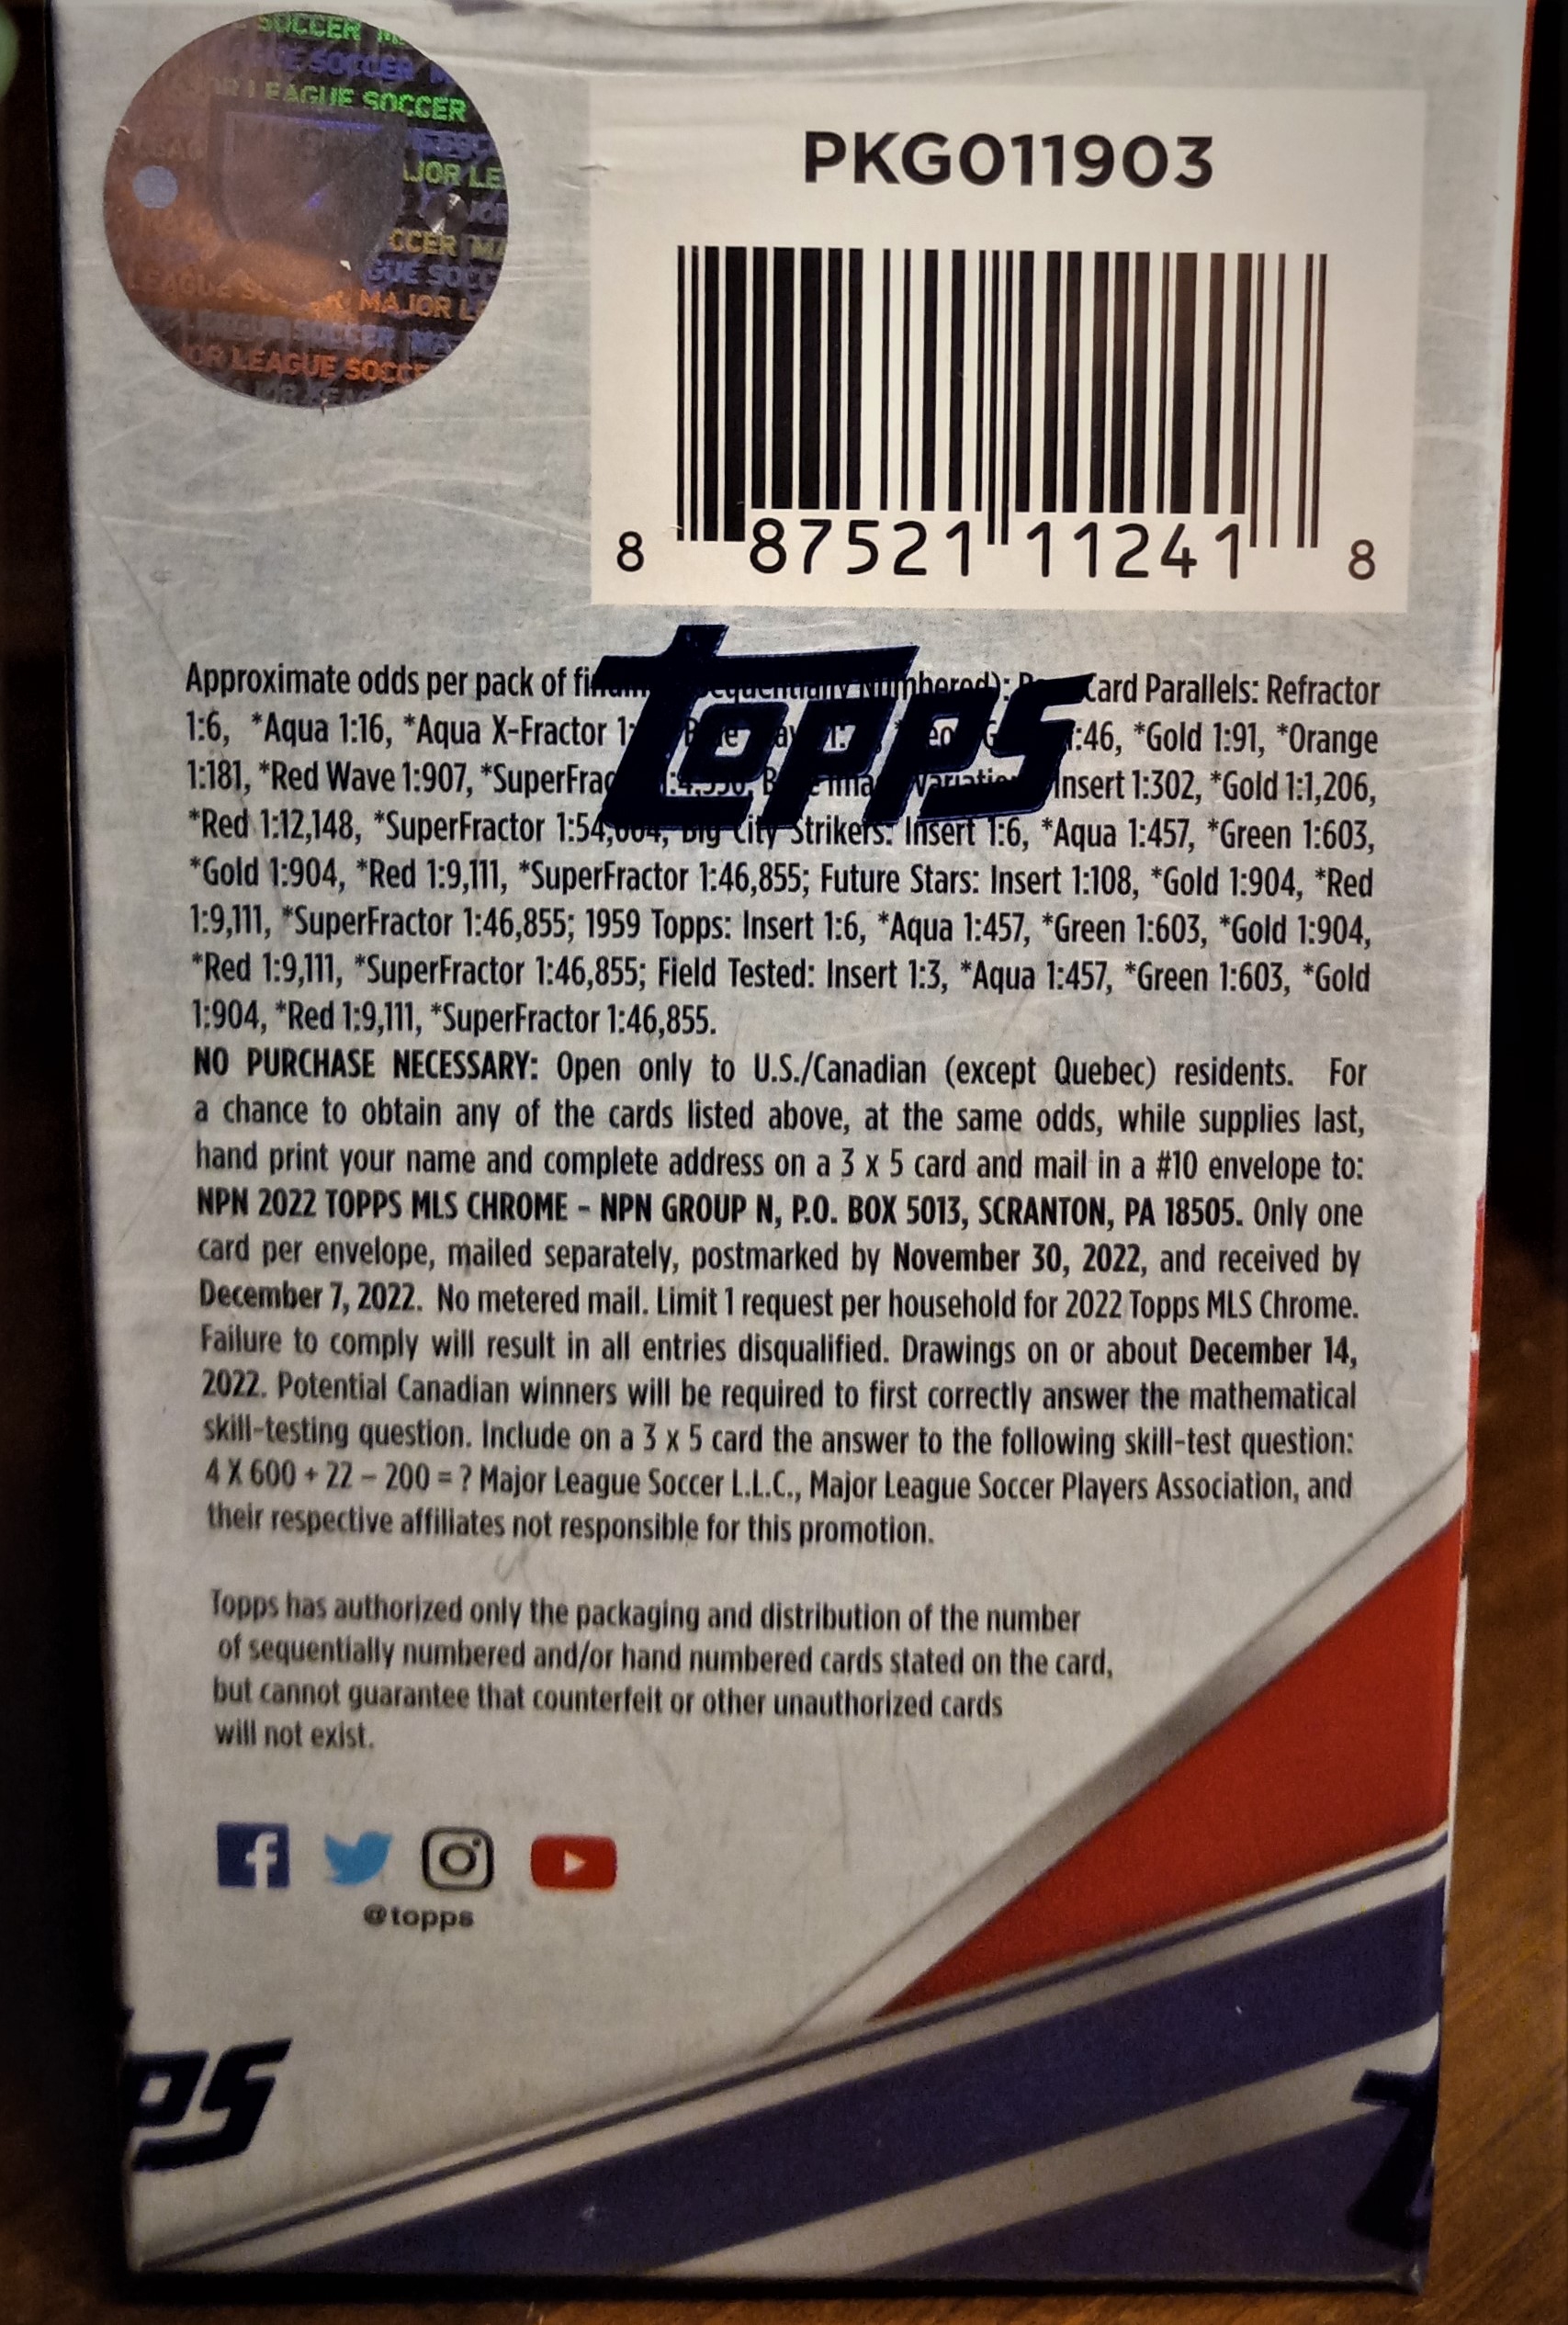 SOCCER
SOCCER
LEAGUE SOCCER
CCER MA
MAJOR
LEAGUE SOCCER
PKG011903
8 87521 11241 8
topps
Approximate odds per pack of Card Parallels: Refractor
1:6, *Aqua 1:16, *Aqua X-Fractor 1:46, *Gold 1:91, *Orange
1:181, *Red Wave 1:907, Insert 1:302, *Gold 1:1,206,
*Red 1:12,148, *SuperFractor Big City Strikers: Insert 1:6, *Aqua 1:457, *Green 1:603,
*Gold 1:904, *Red 1:9,111, *SuperFractor 1:46,855; Future Stars: Insert 1:108, *Gold 1:904, *Red
1:9,111, *SuperFractor 1:46,855; 1959 Topps: Insert 1:6, *Aqua 1:457, *Green 1:603, *Gold 1:904,
*Red 1:9,111, *SuperFractor 1:46,855; Field Tested: Insert 1:3, *Aqua 1:457, *Green 1:603, *Gold
1:904, *Red 1:9,111, *SuperFractor 1:46,855.
NO PURCHASE NECESSARY: Open only to U.S./Canadian (except Quebec) residents. For
a chance to obtain any of the cards listed above, at the same odds, while supplies last,
hand print your name and complete address on a 3 x 5 card and mail in a #10 envelope to:
NPN 2022 TOPPS MLS CHROME – NPN GROUP N, P.O. BOX 5013, SCRANTON, PA 18505. Only one
card per envelope, mailed separately, postmarked by November 30, 2022, and received by
December 7, 2022. No metered mail. Limit 1 request per household for 2022 Topps MLS Chrome.
Failure to comply will result in all entries disqualified. Drawings on or about December 14,
2022. Potential Canadian winners will be required to first correctly answer the mathematical
skill-testing question. Include on a 3 x 5 card the answer to the following skill-test question:
4 X 600 + 22 – 200 = ? Major League Soccer L.L.C., Major League Soccer Players Association, and
their respective affiliates not responsible for this promotion.
Topps has authorized only the packaging and distribution of the number
of sequentially numbered and/or hand numbered cards stated on the card,
but cannot guarantee that counterfeit or other unauthorized cards
will not exist.
@topps
ps